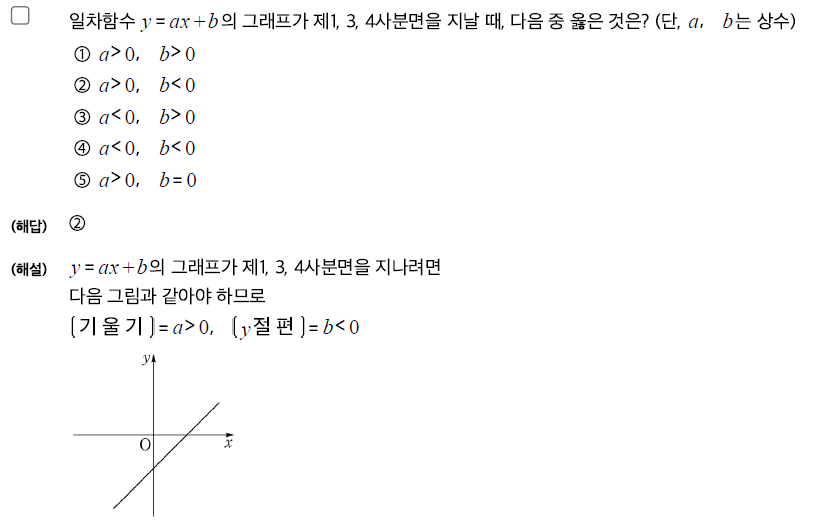 일차함수 y=ax+b의 그래프가 제1, 3, 4사분면을 지날 때, 다음 중 옳은 것은? (단, a, b는 상수)
① a>0, b>0
② a>0, b<0
③ a<0, b>0
④ a<0, b<0
⑤ a>0, b=0
(해답) ②
(해설) y=ax+b의 그래프가 제1, 3, 4사분면을 지나려면
다음 그림과 같아야 하므로
(기울기)=a>0, (y절편)=b<0
y
O
x